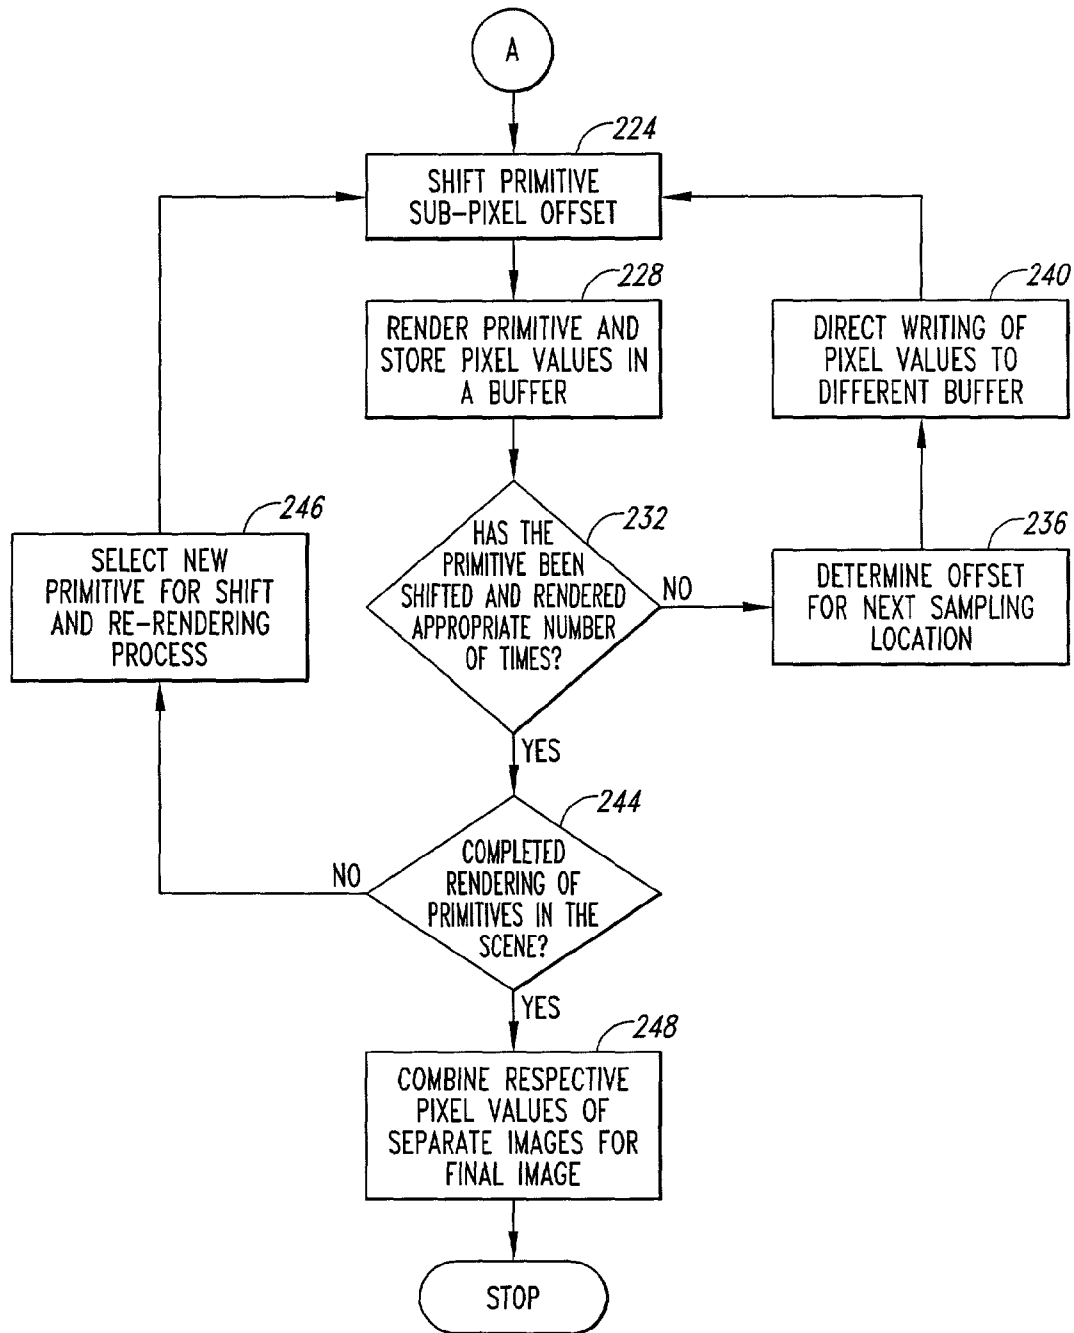 A
224
SHIFT PRIMITIVE
SUB-PIXEL OFFSET
228
RENDER PRIMITIVE AND
STORE PIXEL VALUES IN
A BUFFER
240
DIRECT WRITING OF
PIXEL VALUES TO
DIFFERENT BUFFER
232
HAS THE
PRIMITIVE BEEN
SHIFTED AND RENDERED
APPROPRIATE NUMBER
OF TIMES?
NO
236
DETERMINE OFFSET
FOR NEXT SAMPLING
LOCATION
246
SELECT NEW
PRIMITIVE FOR SHIFT
AND RE-RENDERING
PROCESS
YES
244
COMPLETED
RENDERING OF
PRIMITIVES IN THE
SCENE?
NO
YES
248
COMBINE RESPECTIVE
PIXEL VALUES OF
SEPARATE IMAGES FOR
FINAL IMAGE
STOP